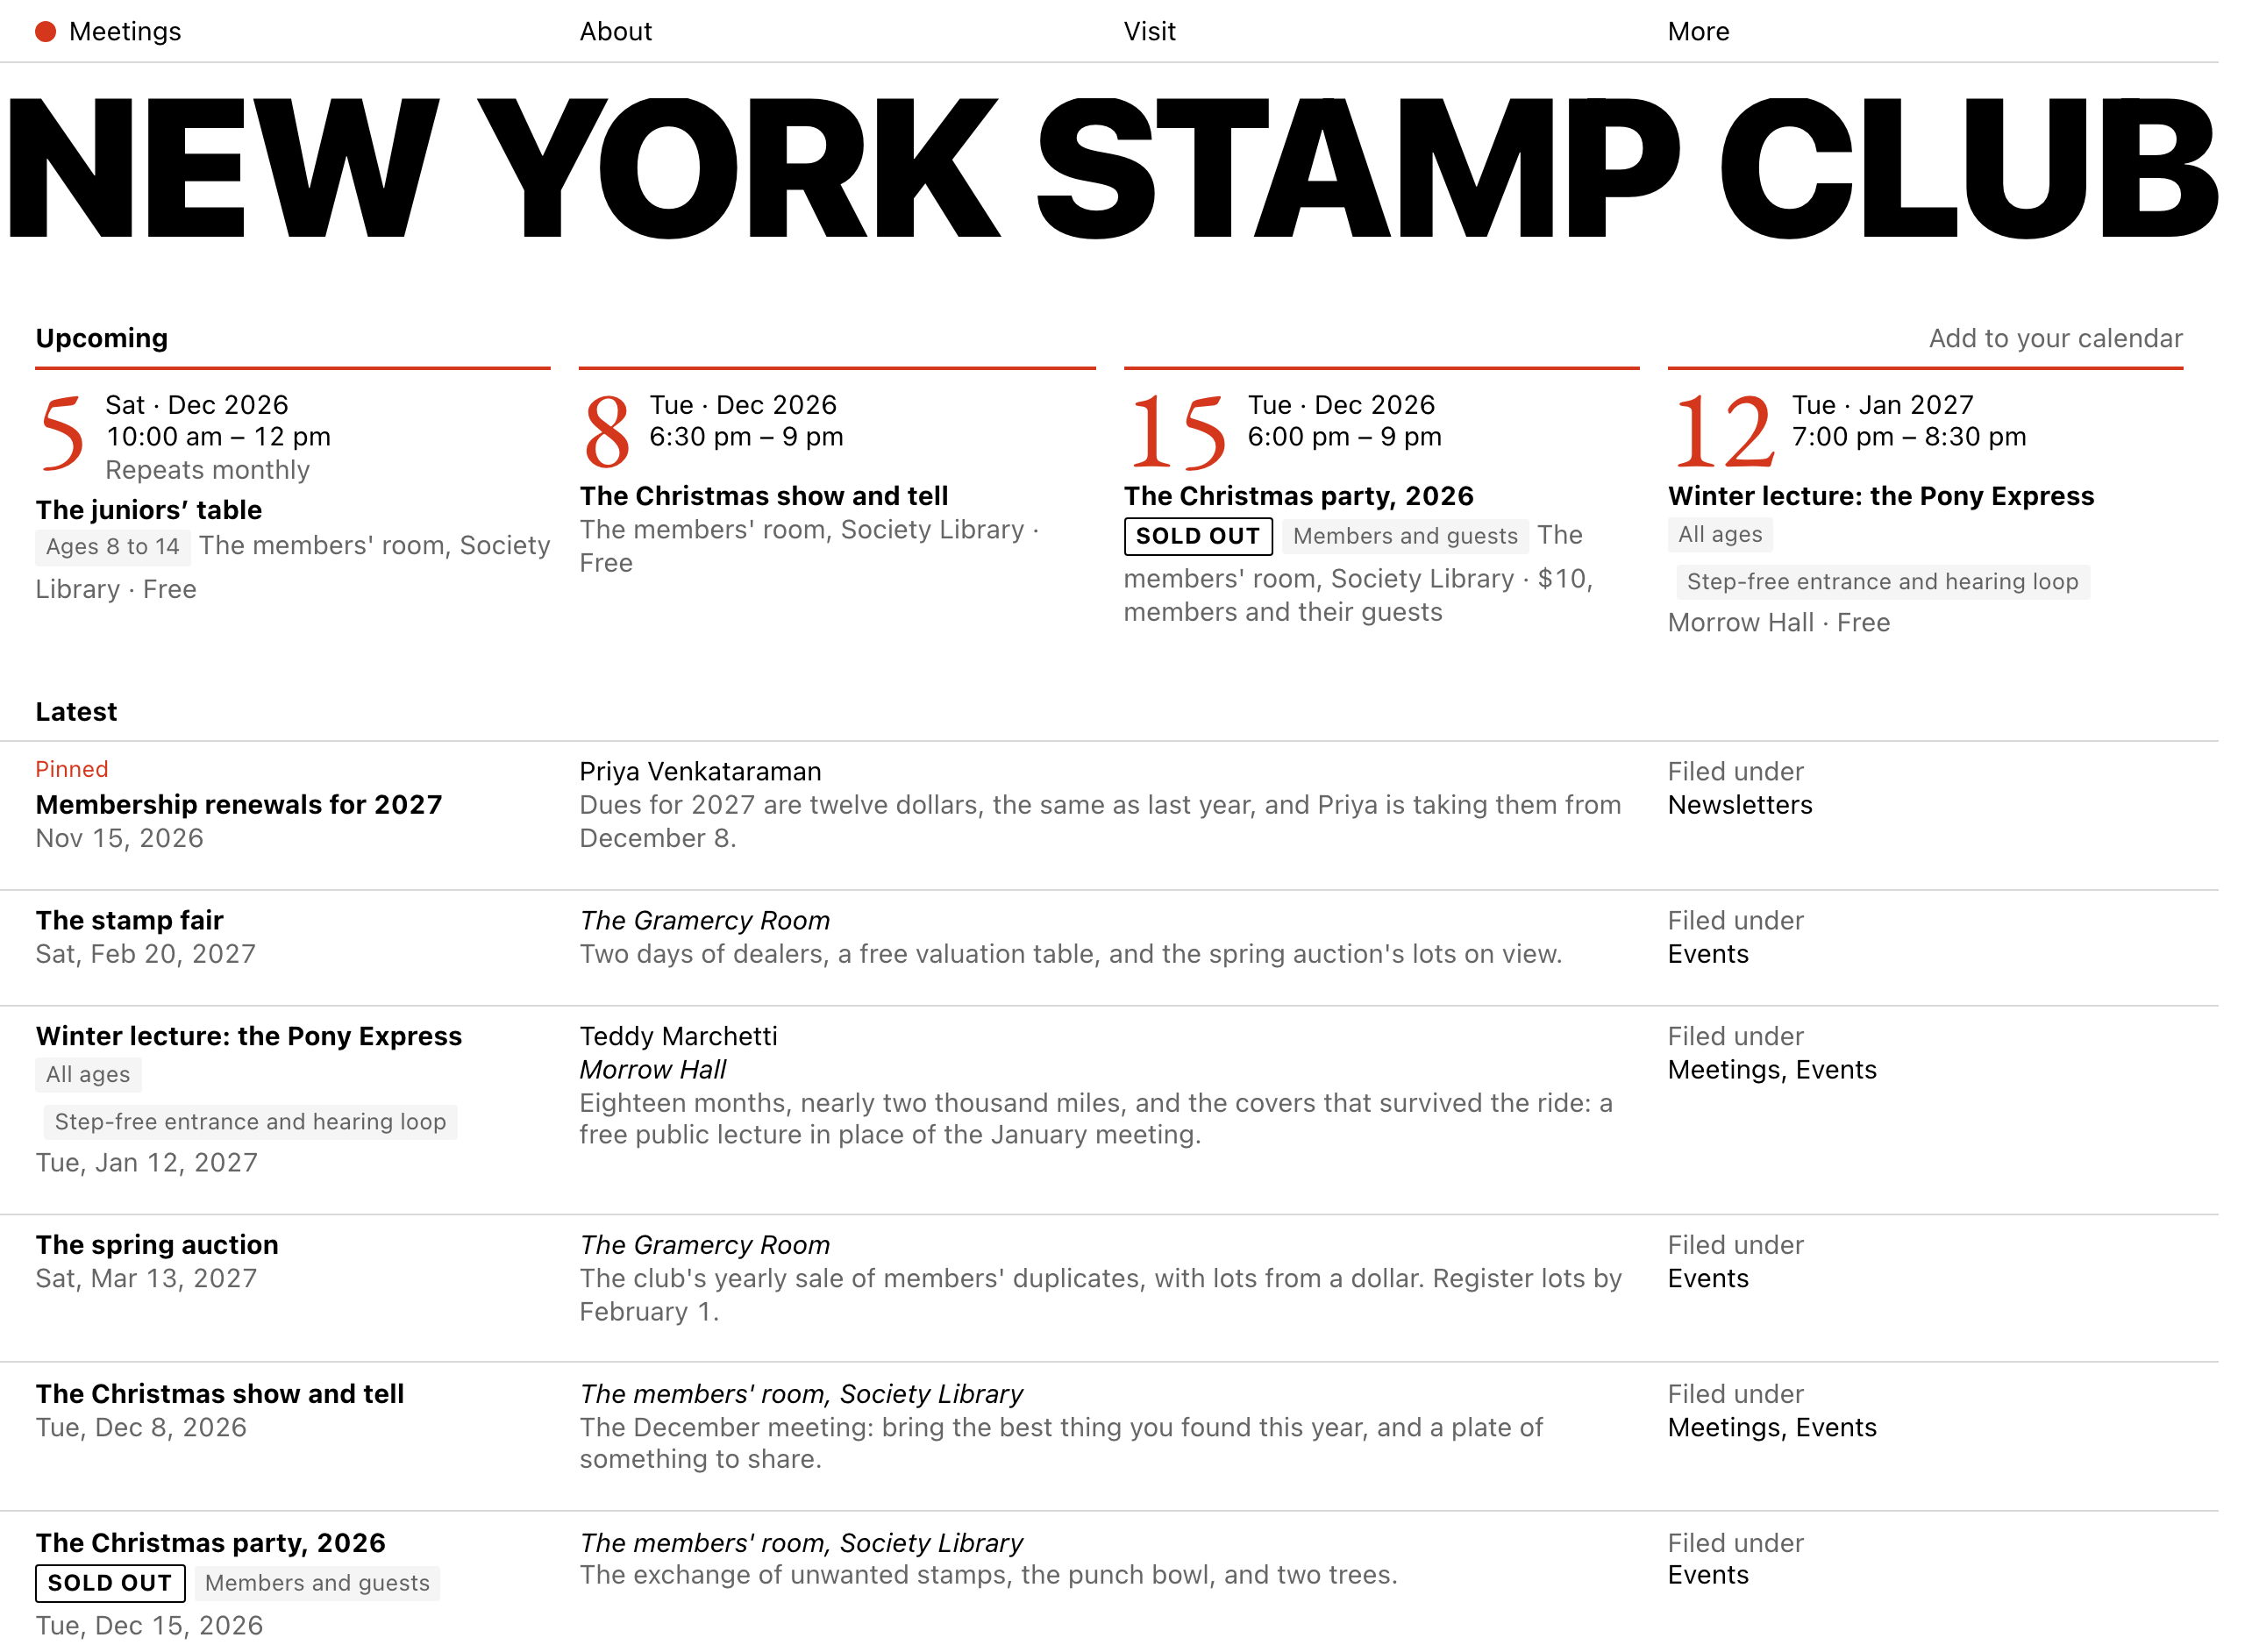 Meetings
About
Visit
More
NEW YORK STAMP CLUB
Upcoming
Add to your calendar
5
Sat · Dec 2026
10:00 am – 12 pm
Repeats monthly
The juniors’ table
Ages 8 to 14 The members' room, Society
Library · Free
8
Tue · Dec 2026
6:30 pm – 9 pm
The Christmas show and tell
The members' room, Society Library ·
Free
15
Tue · Dec 2026
6:00 pm – 9 pm
The Christmas party, 2026
SOLD OUT Members and guests The
members' room, Society Library · $10,
members and their guests
12
Tue · Jan 2027
7:00 pm – 8:30 pm
Winter lecture: the Pony Express
All ages
Step-free entrance and hearing loop
Morrow Hall · Free
Latest
Pinned
Membership renewals for 2027
Nov 15, 2026
Priya Venkataraman
Dues for 2027 are twelve dollars, the same as last year, and Priya is taking them from
December 8.
Filed under
Newsletters
The stamp fair
Sat, Feb 20, 2027
The Gramercy Room
Two days of dealers, a free valuation table, and the spring auction's lots on view.
Filed under
Events
Winter lecture: the Pony Express
All ages
Step-free entrance and hearing loop
Tue, Jan 12, 2027
Teddy Marchetti
Morrow Hall
Eighteen months, nearly two thousand miles, and the covers that survived the ride: a
free public lecture in place of the January meeting.
Filed under
Meetings, Events
The spring auction
Sat, Mar 13, 2027
The Gramercy Room
The club's yearly sale of members' duplicates, with lots from a dollar. Register lots by
February 1.
Filed under
Events
The Christmas show and tell
Tue, Dec 8, 2026
The members' room, Society Library
The December meeting: bring the best thing you found this year, and a plate of
something to share.
Filed under
Meetings, Events
The Christmas party, 2026
SOLD OUT Members and guests
Tue, Dec 15, 2026
The members' room, Society Library
The exchange of unwanted stamps, the punch bowl, and two trees.
Filed under
Events